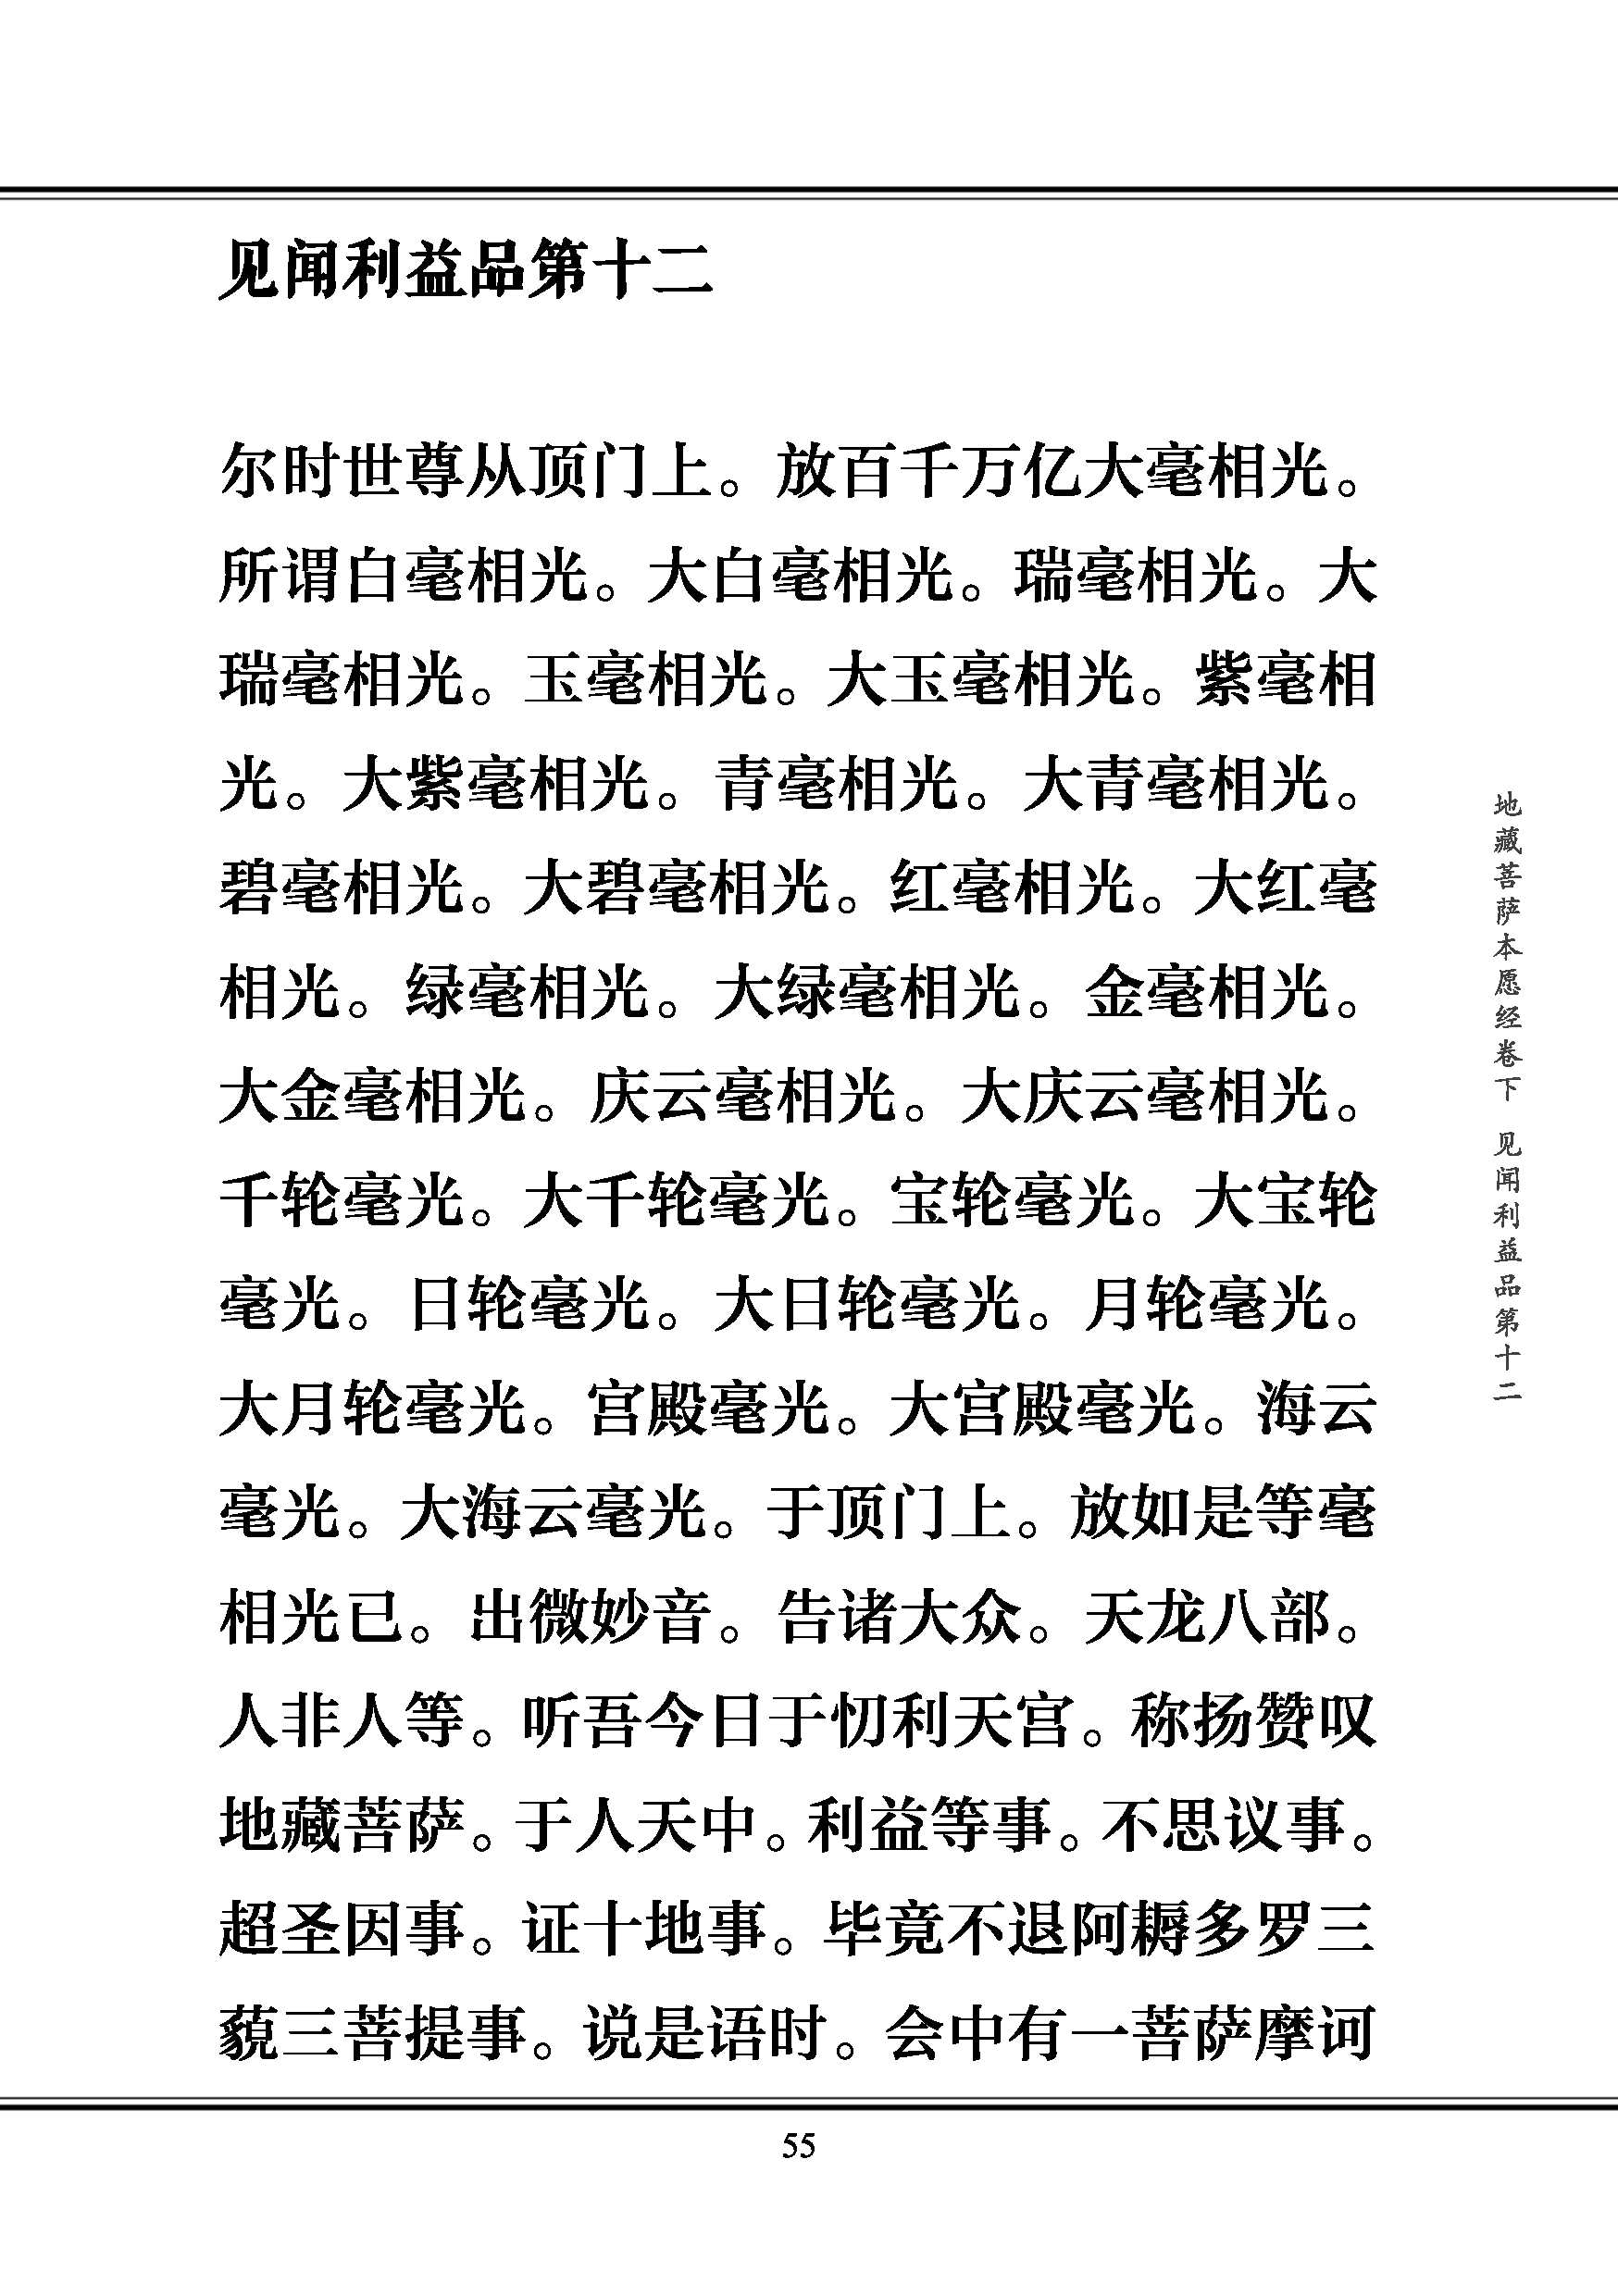 见闻利益品第十二
尔时世尊从顶门上。放百千万亿大毫相光。
所谓白毫相光。大白毫相光。瑞毫相光。大
瑞毫相光。玉毫相光。大玉毫相光。紫毫相
光。大紫毫相光。青毫相光。大青毫相光。
碧毫相光。大碧毫相光。红毫相光。大红毫
相光。绿毫相光。大绿毫相光。金毫相光。
大金毫相光。庆云毫相光。大庆云毫相光。
千轮毫光。大千轮毫光。宝轮毫光。大宝轮
毫光。日轮毫光。大日轮毫光。月轮毫光。
大月轮毫光。宫殿毫光。大宫殿毫光。海云
毫光。大海云毫光。于顶门上。放如是等毫
相光已。出微妙音。告诸大众。天龙八部。
人非人等。听吾今日于忉利天宫。称扬赞叹
地藏菩萨。于人天中。利益等事。不思议事。
超圣因事。证十地事。毕竟不退阿耨多罗三
藐三菩提事。说是语时。会中有一菩萨摩诃
地藏菩萨本愿经卷下 见闻利益品第十二
55